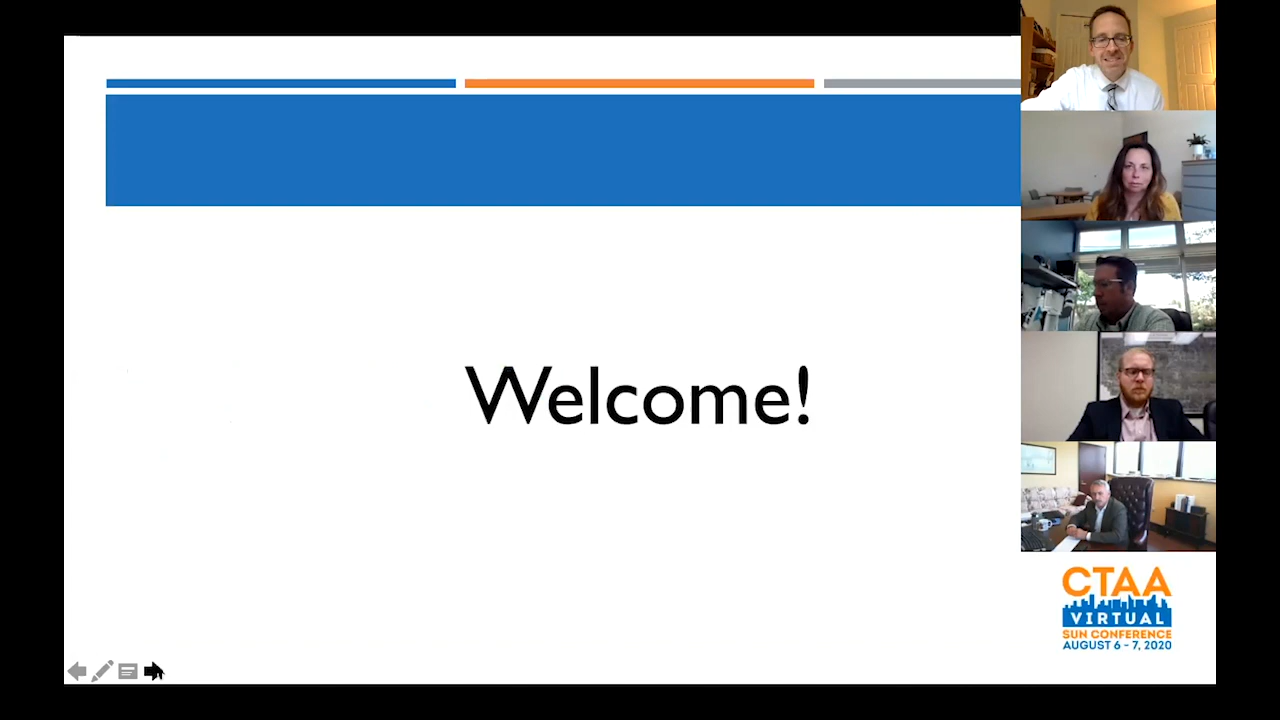 Welcome!
CTAA
VIRTUAL
SUN CONFERENCE
AUGUST 6 - 7, 2020